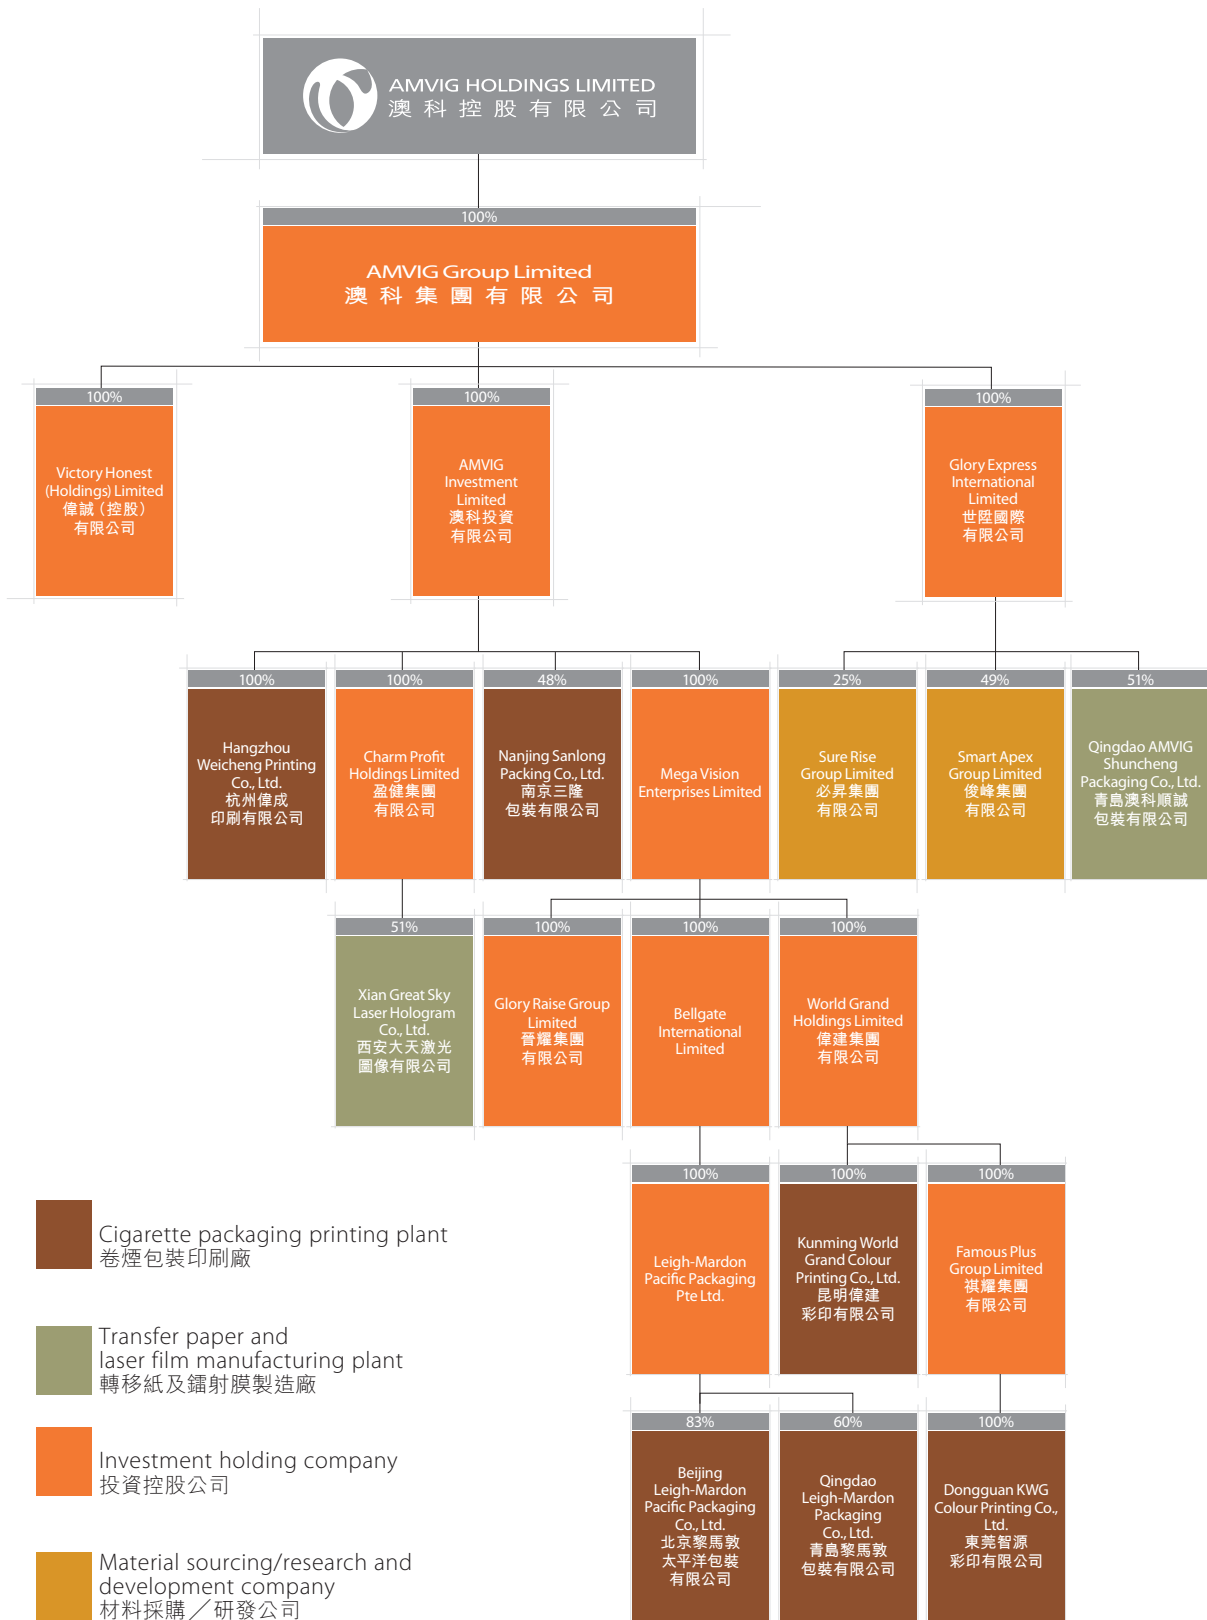 AMVIG HOLDINGS LIMITED
澳科控股有限公司
100%
AMVIG Group Limited
澳科集團有限公司
100%
Victory Honest
(Holdings) Limited
偉誠（控股）
有限公司
100%
AMVIG
Investment
Limited
澳科投資
有限公司
100%
Glory Express
International
Limited
世陞國際
有限公司
100%
Hangzhou
Weicheng Printing
Co., Ltd.
杭州偉成
印刷有限公司
100%
Charm Profit
Holdings Limited
盈健集團
有限公司
48%
Nanjing Sanlong
Packing Co., Ltd.
南京三隆
包裝有限公司
100%
Mega Vision
Enterprises Limited
25%
Sure Rise
Group Limited
必昇集團
有限公司
49%
Smart Apex
Group Limited
俊峰集團
有限公司
51%
Qingdao AMVIG
Shuncheng
Packaging Co., Ltd.
青島澳科順誠
包裝有限公司
51%
Xian Great Sky
Laser Hologram
Co., Ltd.
西安大天激光
圖像有限公司
100%
Glory Raise Group
Limited
晉耀集團
有限公司
100%
Bellgate
International
Limited
100%
World Grand
Holdings Limited
偉建集團
有限公司
100%
Leigh-Mardon
Pacific Packaging
Pte Ltd.
100%
Kunming World
Grand Colour
Printing Co., Ltd.
昆明偉建
彩印有限公司
100%
Famous Plus
Group Limited
祺耀集團
有限公司
83%
Beijing
Leigh-Mardon
Pacific Packaging
Co., Ltd.
北京黎馬敦
太平洋包裝
有限公司
60%
Qingdao
Leigh-Mardon
Packaging
Co., Ltd.
青島黎馬敦
包裝有限公司
100%
Dongguan KWG
Colour Printing Co.,
Ltd.
東莞智源
彩印有限公司
Cigarette packaging printing plant
卷煙包裝印刷廠
Transfer paper and
laser film manufacturing plant
轉移紙及鐳射膜製造廠
Investment holding company
投資控股公司
Material sourcing/research and
development company
材料採購／研發公司